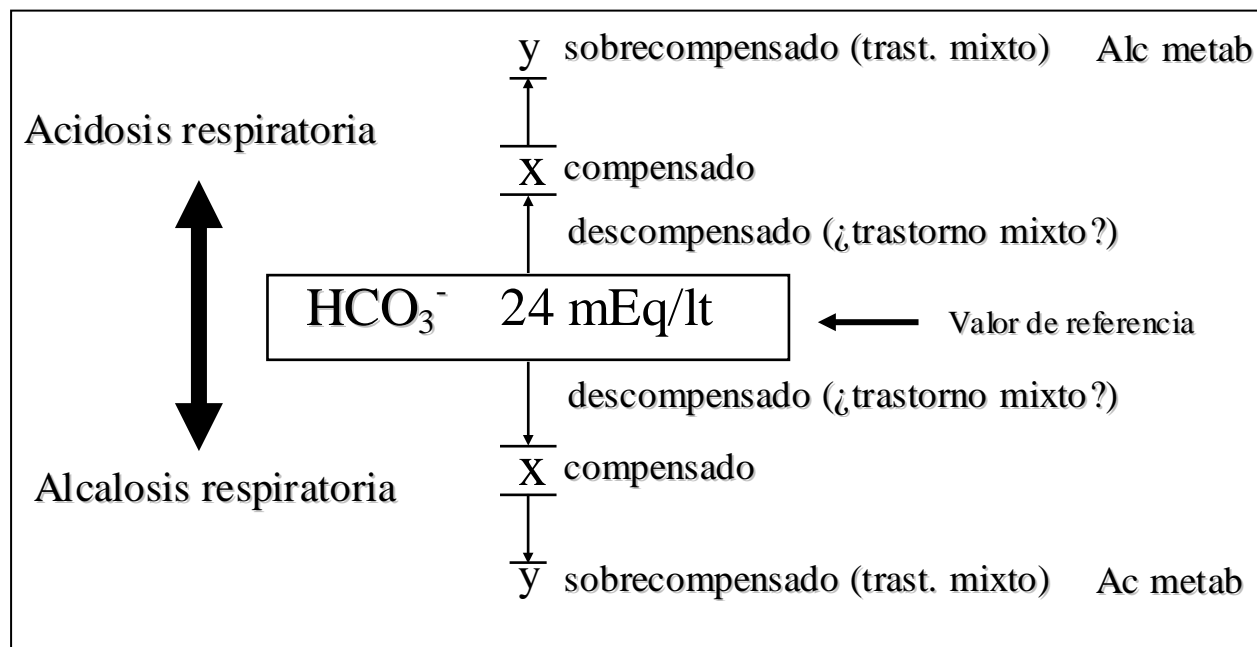 y sobrecompensado (trast. mixto) Alc metab
Acidosis respiratoria
x compensado
descompensado (¿trastorno mixto?)
HCO₃⁻ 24 mEq/lt
Valor de referencia
descompensado (¿trastorno mixto?)
x compensado
Alcalosis respiratoria
y sobrecompensado (trast. mixto) Ac metab